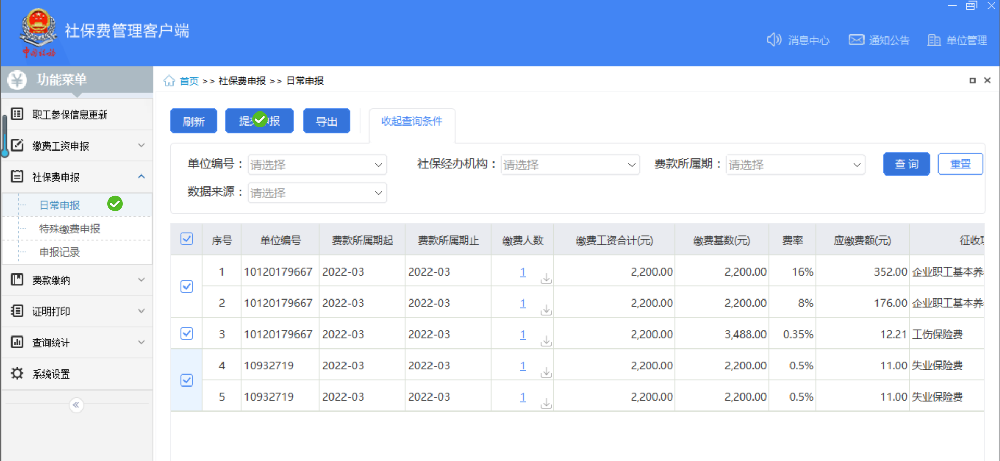 社保费管理客户端
中国税务
消息中心 通知公告 单位管理
功能菜单
首页 >> 社保费申报 >> 日常申报
职工参保信息更新
缴费工资申报
社保费申报
日常申报
特殊缴费申报
申报记录
费款缴纳
证明打印
查询统计
系统设置
刷新 提 报 导出 收起查询条件
单位编号: 请选择 社保经办机构: 请选择 费款所属期: 请选择 查询 重置
数据来源: 请选择
序号 单位编号 费款所属期起 费款所属期止 缴费人数 缴费工资合计(元) 缴费基数(元) 费率 应缴费额(元) 征收
1 10120179667 2022-03 2022-03 1 2,200.00 2,200.00 16% 352.00 企业职工基本养
2 10120179667 2022-03 2022-03 1 2,200.00 2,200.00 8% 176.00 企业职工基本养
3 10120179667 2022-03 2022-03 1 2,200.00 3,488.00 0.35% 12.21 工伤保险费
4 10932719 2022-03 2022-03 1 2,200.00 2,200.00 0.5% 11.00 失业保险费
5 10932719 2022-03 2022-03 1 2,200.00 2,200.00 0.5% 11.00 失业保险费